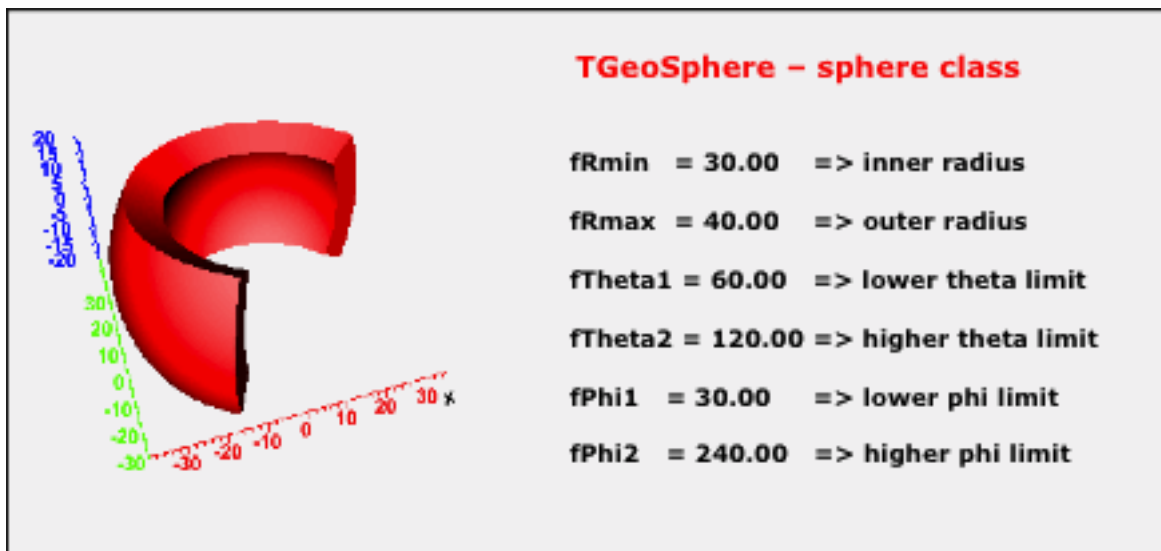 TGeoSphere – sphere class
fRmin = 30.00 => inner radius
fRmax = 40.00 => outer radius
fTheta1 = 60.00 => lower theta limit
fTheta2 = 120.00 => higher theta limit
fPhi1 = 30.00 => lower phi limit
fPhi2 = 240.00 => higher phi limit
20
-20
30
20
10
0
-10
-20
-30
-30 -20 -10 0 10 20 30 X